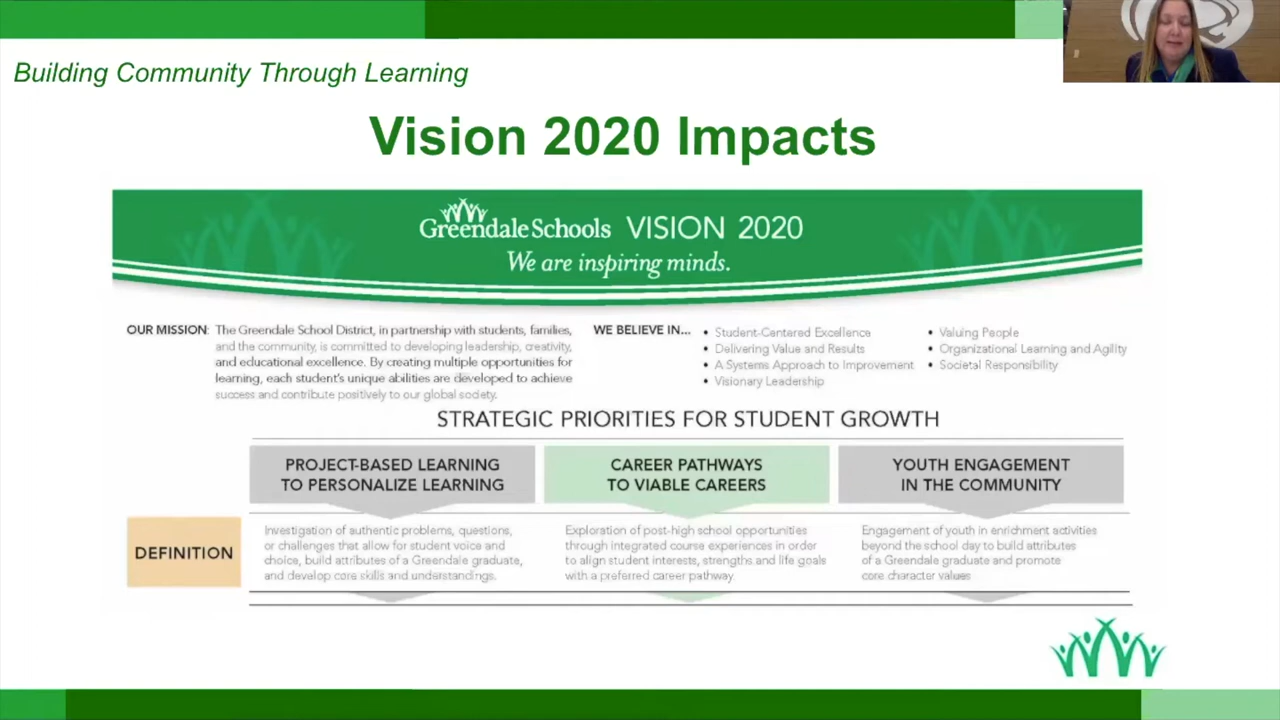 Building Community Through Learning
Vision 2020 Impacts
Greendale Schools VISION 2020
We are inspiring minds.
OUR MISSION: The Greendale School District, in partnership with students, families,
and the community, is committed to developing leadership, creativity,
and educational excellence. By creating multiple opportunities for
learning, each student's unique abilities are developed to achieve
success and contribute positively to our global society.
WE BELIEVE IN...
• Student-Centered Excellence
• Delivering Value and Results
• A Systems Approach to Improvement
• Visionary Leadership
• Valuing People
• Organizational Learning and Agility
• Societal Responsibility
STRATEGIC PRIORITIES FOR STUDENT GROWTH
PROJECT-BASED LEARNING
TO PERSONALIZE LEARNING
CAREER PATHWAYS
TO VIABLE CAREERS
YOUTH ENGAGEMENT
IN THE COMMUNITY
DEFINITION
Investigation of authentic problems, questions,
or challenges that allow for student voice and
choice, build attributes of a Greendale graduate,
and develop core skills and understandings.
Exploration of post-high school opportunities
through integrated course experiences in order
to align student interests, strengths and life goals
with a preferred career pathway.
Engagement of youth in enrichment activities
beyond the school day to build attributes
of a Greendale graduate and promote
core character values